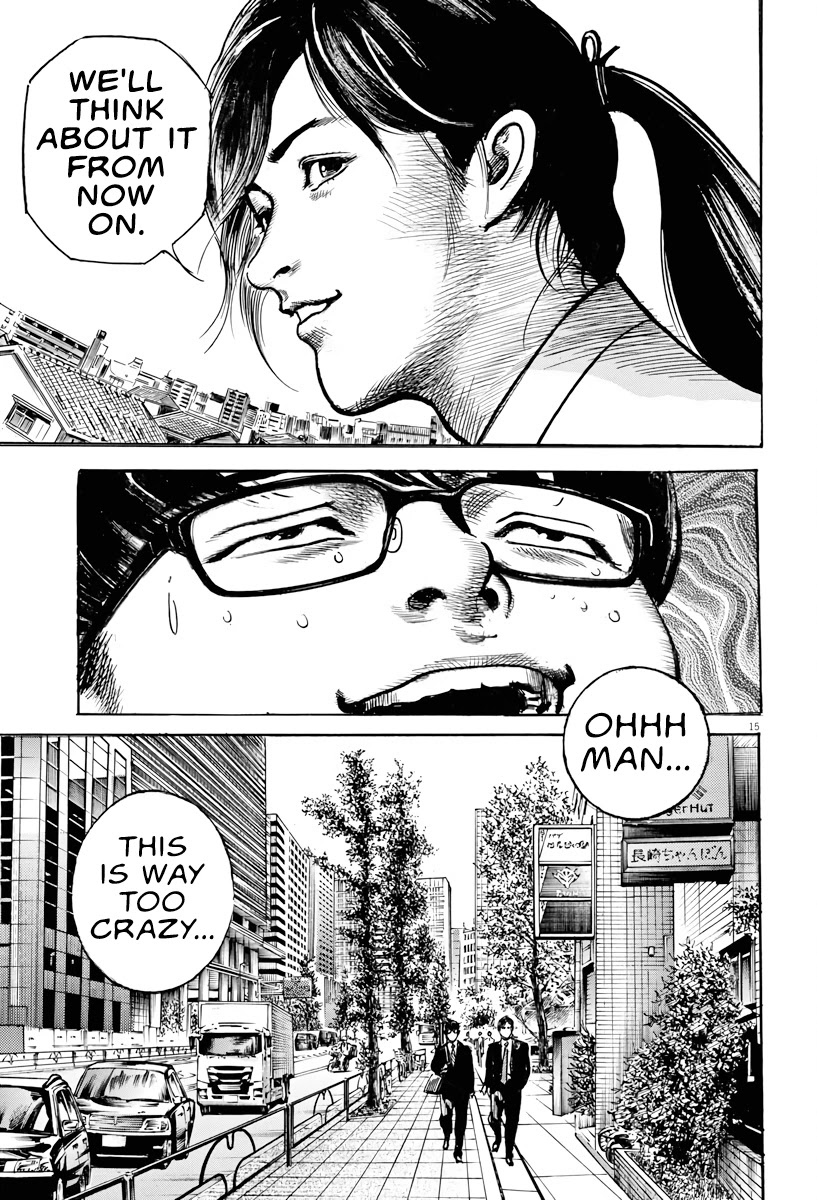 WE'LL
THINK
ABOUT IT
FROM
NOW
ON.
15
OHHH
MAN...
THIS
IS WAY
TOO
CRAZY...
gerHut
長崎ちゃんぽん